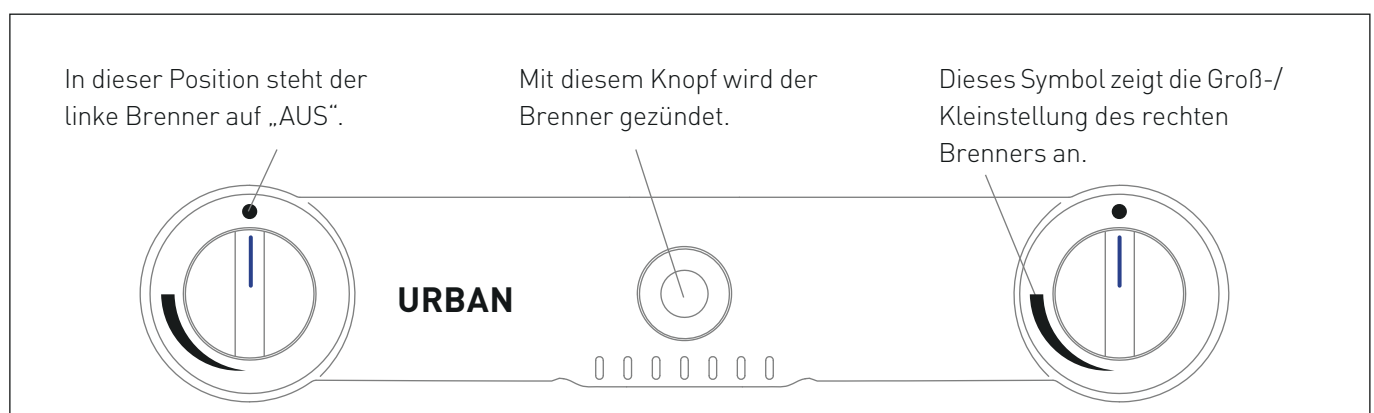 In dieser Position steht der
linke Brenner auf „AUS“.
Mit diesem Knopf wird der
Brenner gezündet.
Dieses Symbol zeigt die Groß-/
Kleinstellung des rechten
Brenners an.
URBAN